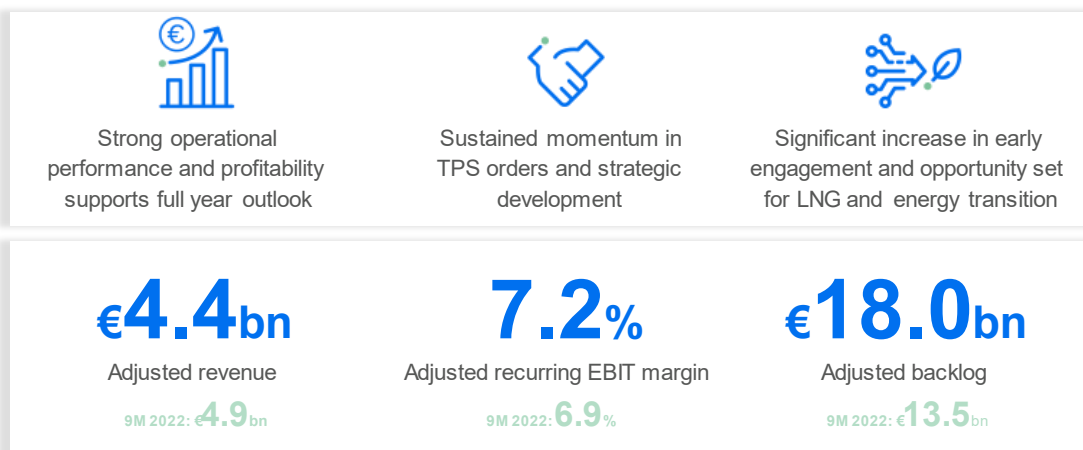 €
Strong operational
performance and profitability
supports full year outlook
Sustained momentum in
TPS orders and strategic
development
Significant increase in early
engagement and opportunity set
for LNG and energy transition
€4.4bn
Adjusted revenue
9M 2022: €4.9bn
7.2%
Adjusted recurring EBIT margin
9M 2022: 6.9%
€18.0bn
Adjusted backlog
9M 2022: €13.5bn